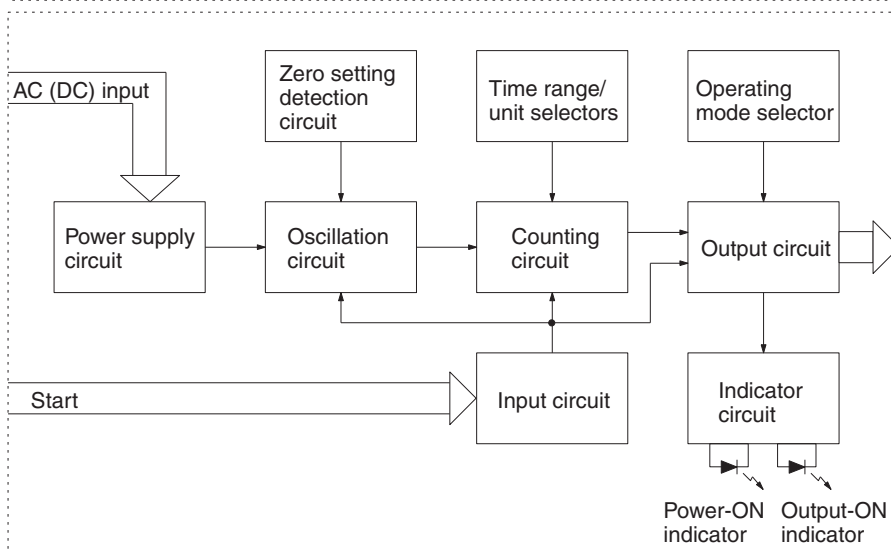 AC (DC) input
Zero setting
detection
circuit
Time range/
unit selectors
Operating
mode selector
Power supply
circuit
Oscillation
circuit
Counting
circuit
Output circuit
Start
Input circuit
Indicator
circuit
Power-ON
indicator
Output-ON
indicator